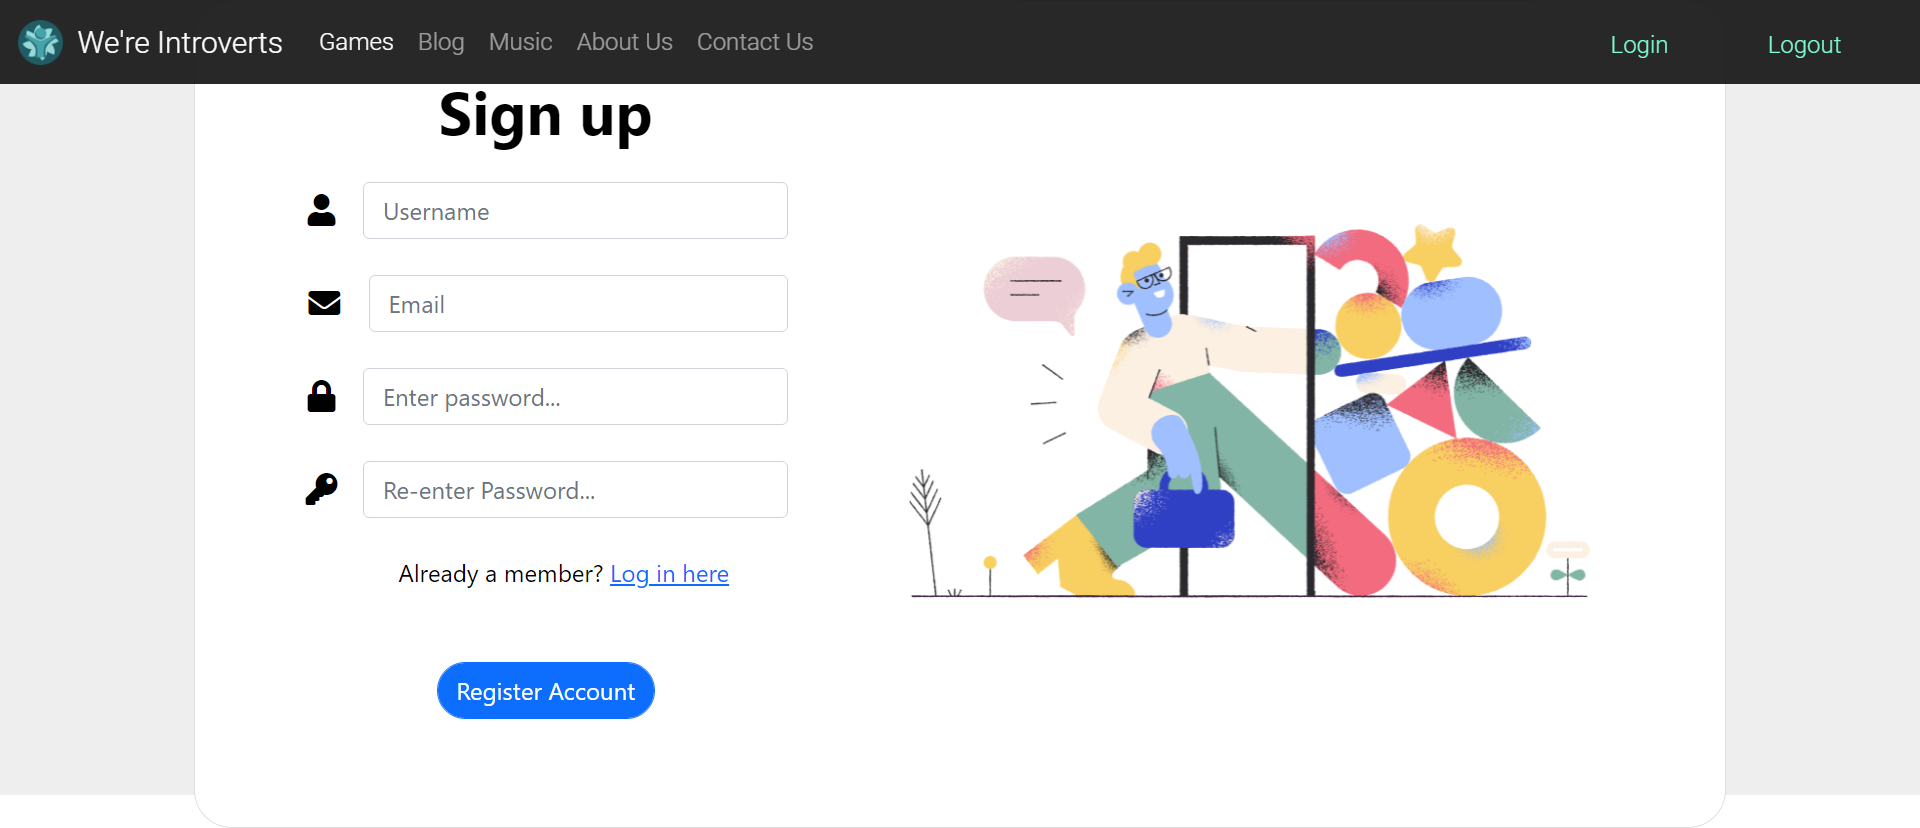 We're Introverts Games Blog Music About Us Contact Us Login Logout
Sign up
Username
Email
Enter password...
Re-enter Password...
Already a member? Log in here
Register Account